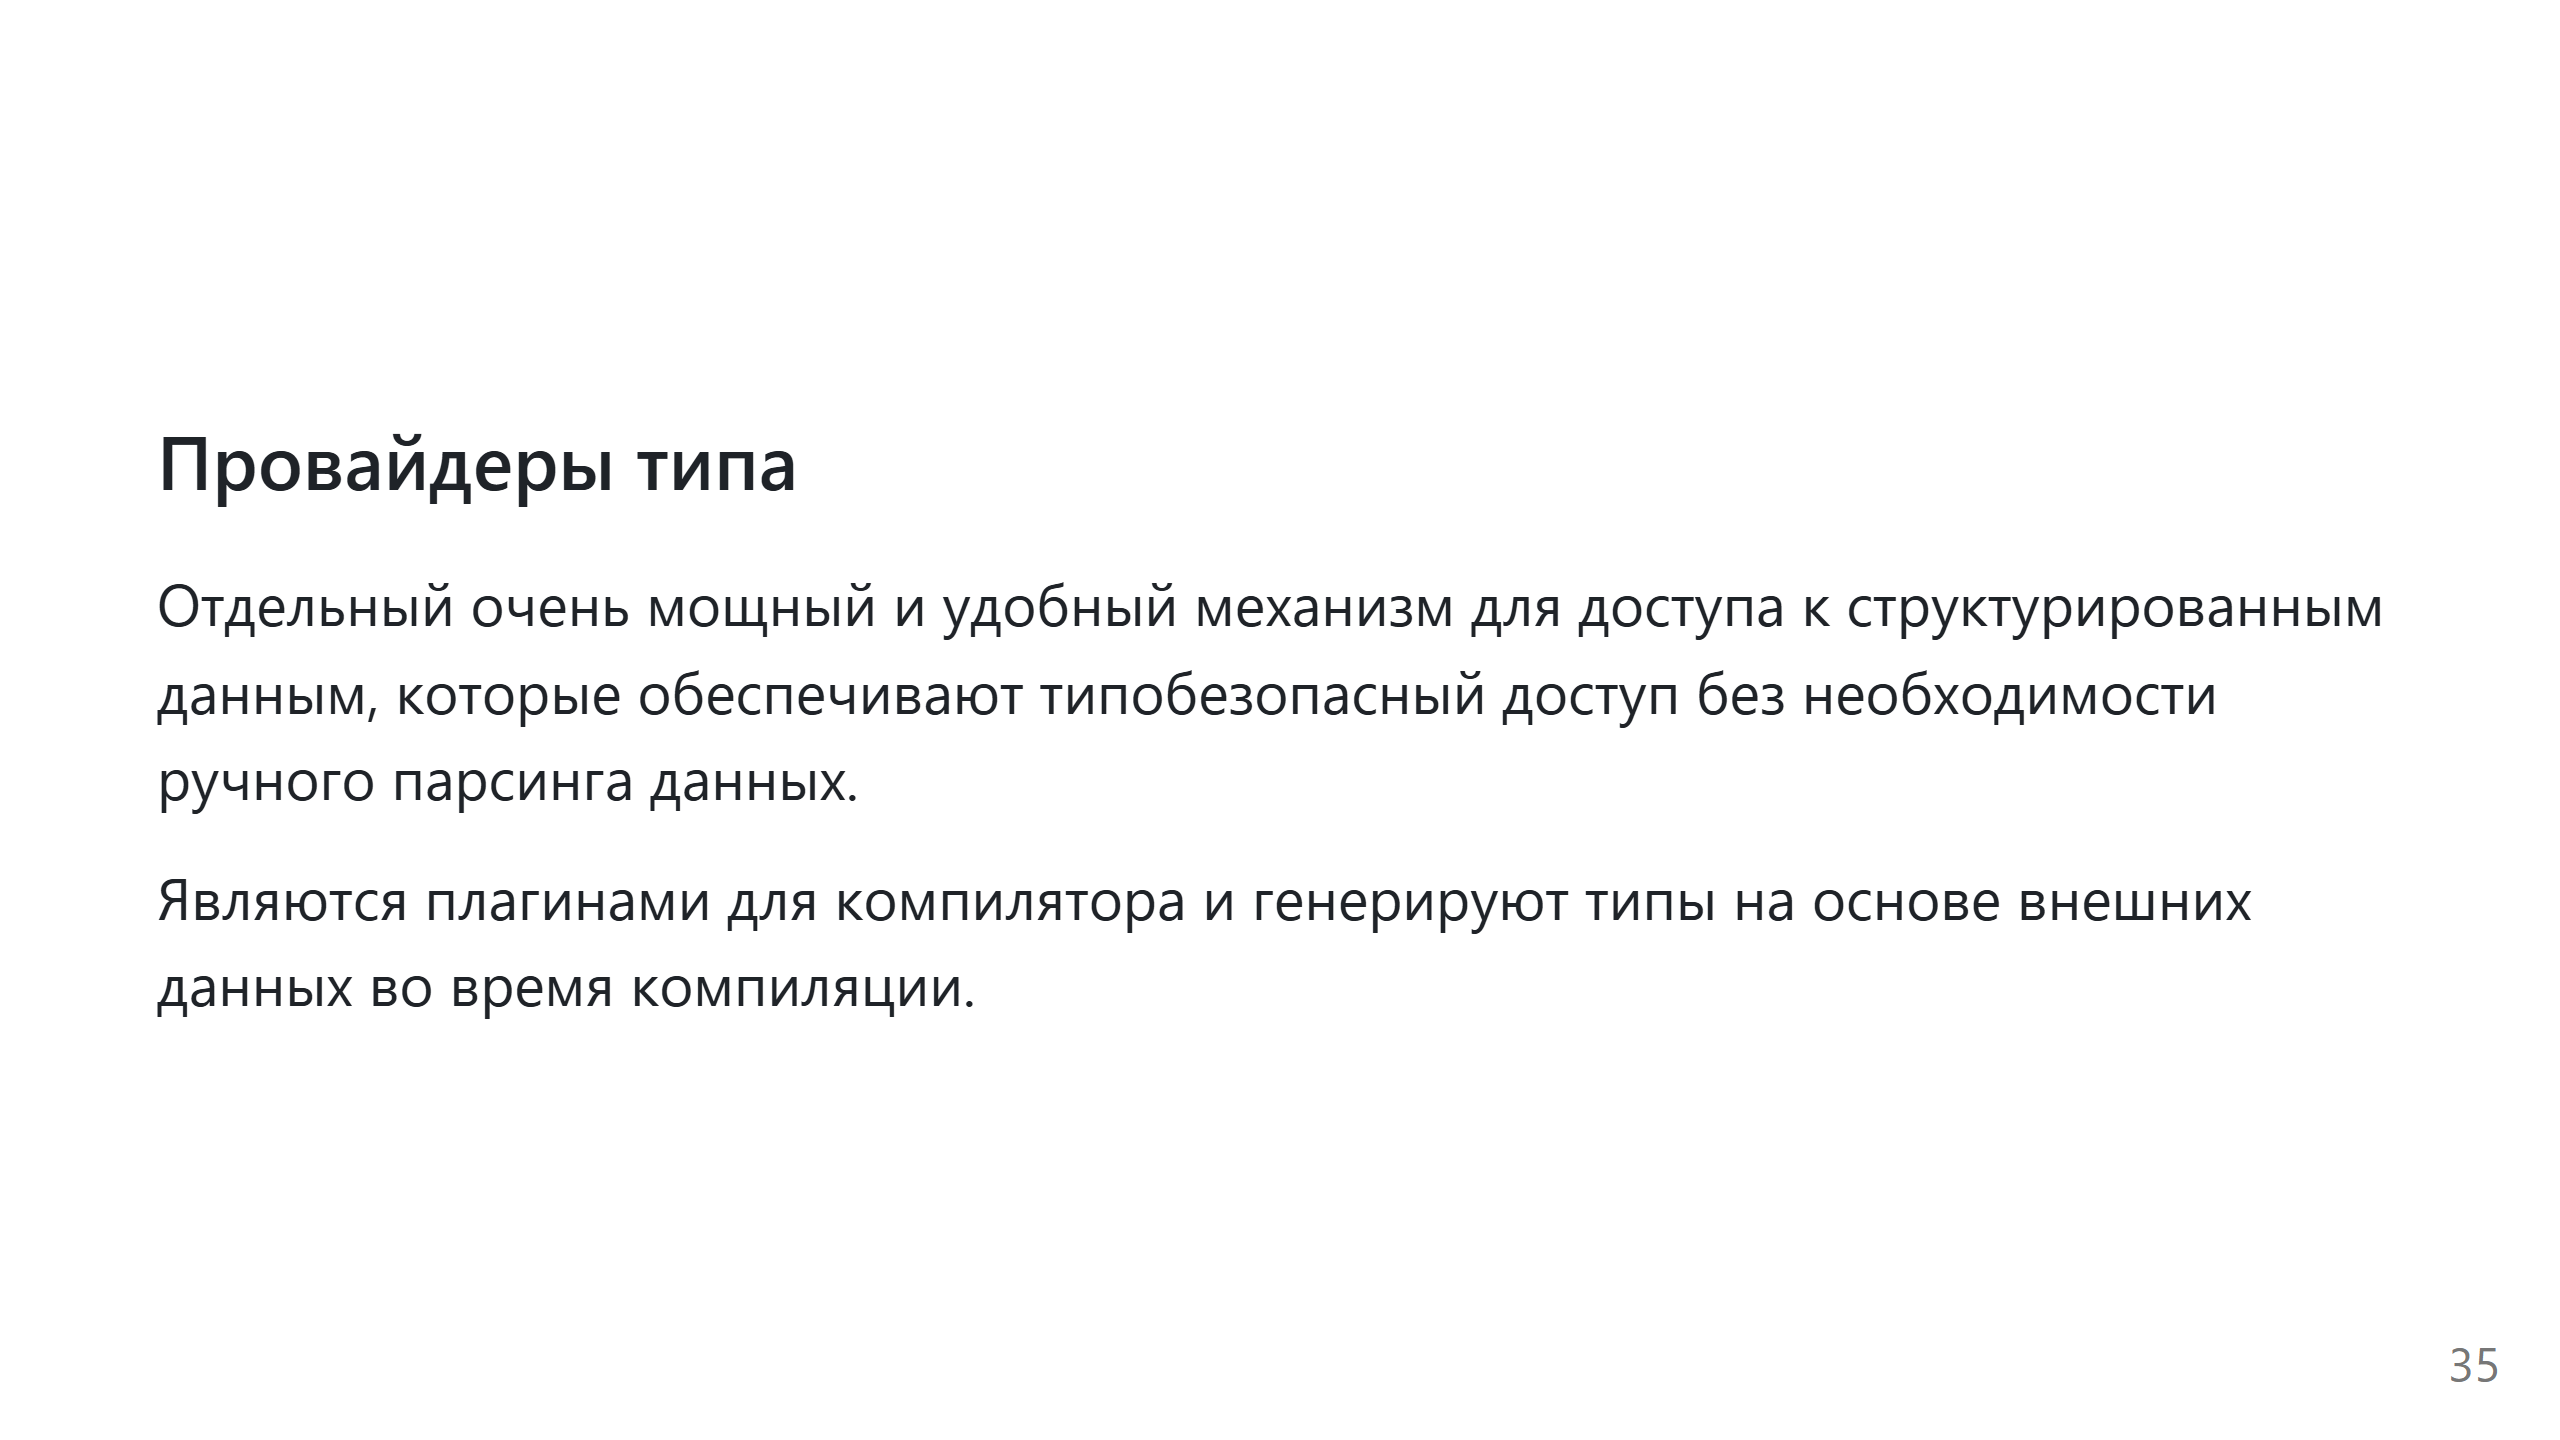 Провайдеры типа
Отдельный очень мощный и удобный механизм для доступа к структурированным
данным, которые обеспечивают типобезопасный доступ без необходимости
ручного парсинга данных.
Являются плагинами для компилятора и генерируют типы на основе внешних
данных во время компиляции.
35